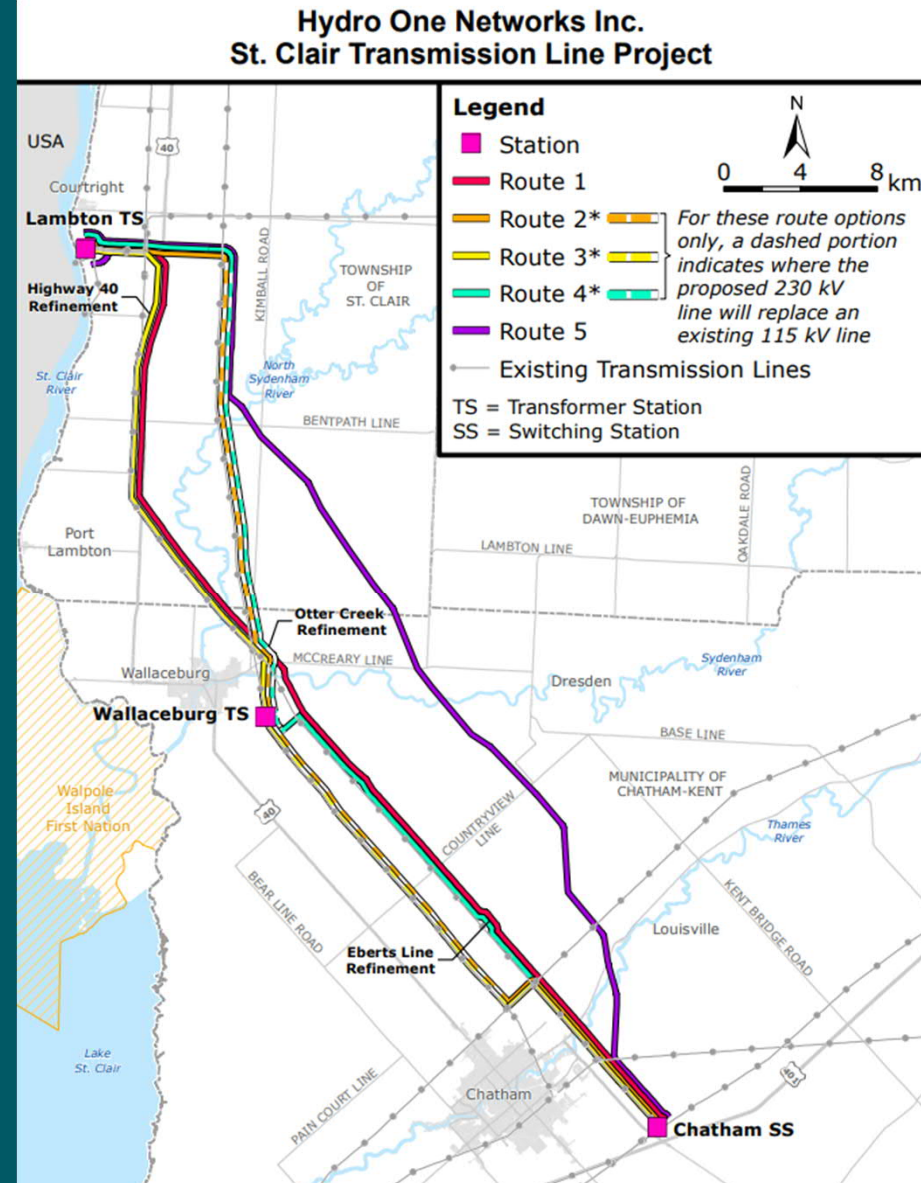 Hydro One Networks Inc.
St. Clair Transmission Line Project
Legend
Station
Route 1
Route 2*
Route 3*
Route 4*
Route 5
Existing Transmission Lines
TS = Transformer Station
SS = Switching Station
For these route options
only, a dashed portion
indicates where the
proposed 230 kV
line will replace an
existing 115 kV line
N
0 4 8 km
USA
40
Courtright
Lambton TS
KIMBALL ROAD
TOWNSHIP
OF
ST. CLAIR
Highway 40
Refinement
St. Clair
River
North
Sydenham
River
BENTPATH LINE
TOWNSHIP OF
DAWN-EUPHEMIA
OAKDALE ROAD
Port
Lambton
LAMBTON LINE
Otter Creek
Refinement
MCCREARY LINE
Wallaceburg
Sydenham
River
Dresden
Wallaceburg TS
BASE LINE
MUNICIPALITY OF
CHATHAM-KENT
Walpole
Island
First Nation
40
COUNTRYVIEW
LINE
Thames
River
BEAR LINE ROAD
KENT BRIDGE ROAD
Louisville
Eberts Line
Refinement
Lake
St. Clair
401
Chatham
PAIN COURT LINE
Chatham SS